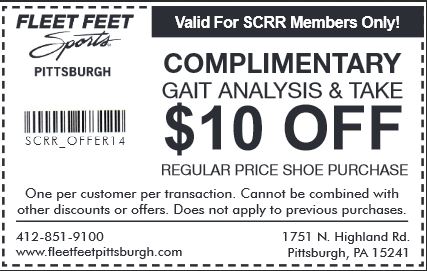 FLEET FEET
Sports
PITTSBURGH
SCRR_OFFER14
Valid For SCRR Members Only!
COMPLIMENTARY
GAIT ANALYSIS & TAKE
$10 OFF
REGULAR PRICE SHOE PURCHASE
One per customer per transaction. Cannot be combined with
other discounts or offers. Does not apply to previous purchases.
412-851-9100
www.fleetfeetpittsburgh.com
1751 N. Highland Rd.
Pittsburgh, PA 15241